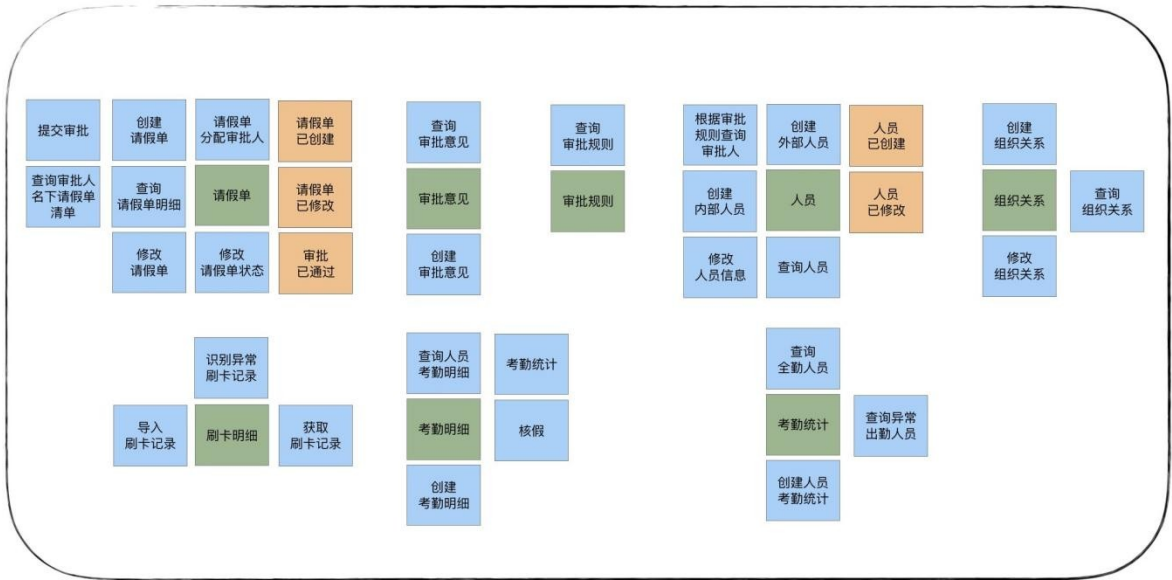 提交审批
创建
请假单
请假单
分配审批人
请假单
已创建
查询
审批意见
查询
审批规则
根据审批
规则查询
审批人
创建
外部人员
人员
已创建
创建
组织关系
查询审批人
名下请假单
清单
查询
请假单明细
请假单
请假单
已修改
审批意见
审批规则
创建
内部人员
人员
人员
已修改
组织关系
查询
组织关系
修改
请假单
修改
请假单状态
审批
已通过
创建
审批意见
修改
人员信息
查询人员
修改
组织关系
识别异常
刷卡记录
查询人员
考勤明细
考勤统计
查询
全勤人员
导入
刷卡记录
刷卡明细
获取
刷卡记录
考勤明细
核假
考勤统计
查询异常
出勤人员
创建
考勤明细
创建人员
考勤统计